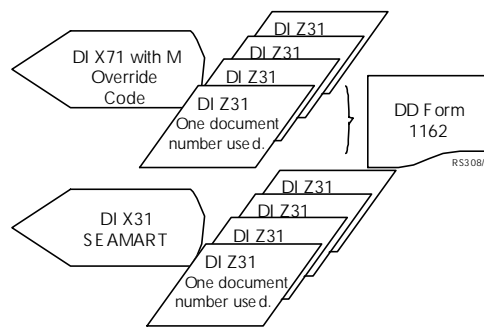 DI X71 with M
Override
Code
DI Z31
DI Z31
DI Z31
DI Z31
One document
number used.
DD Form
1162
RS308/
DI X31
SEAMART
DI Z31
DI Z31
DI Z31
DI Z31
One document
number used.